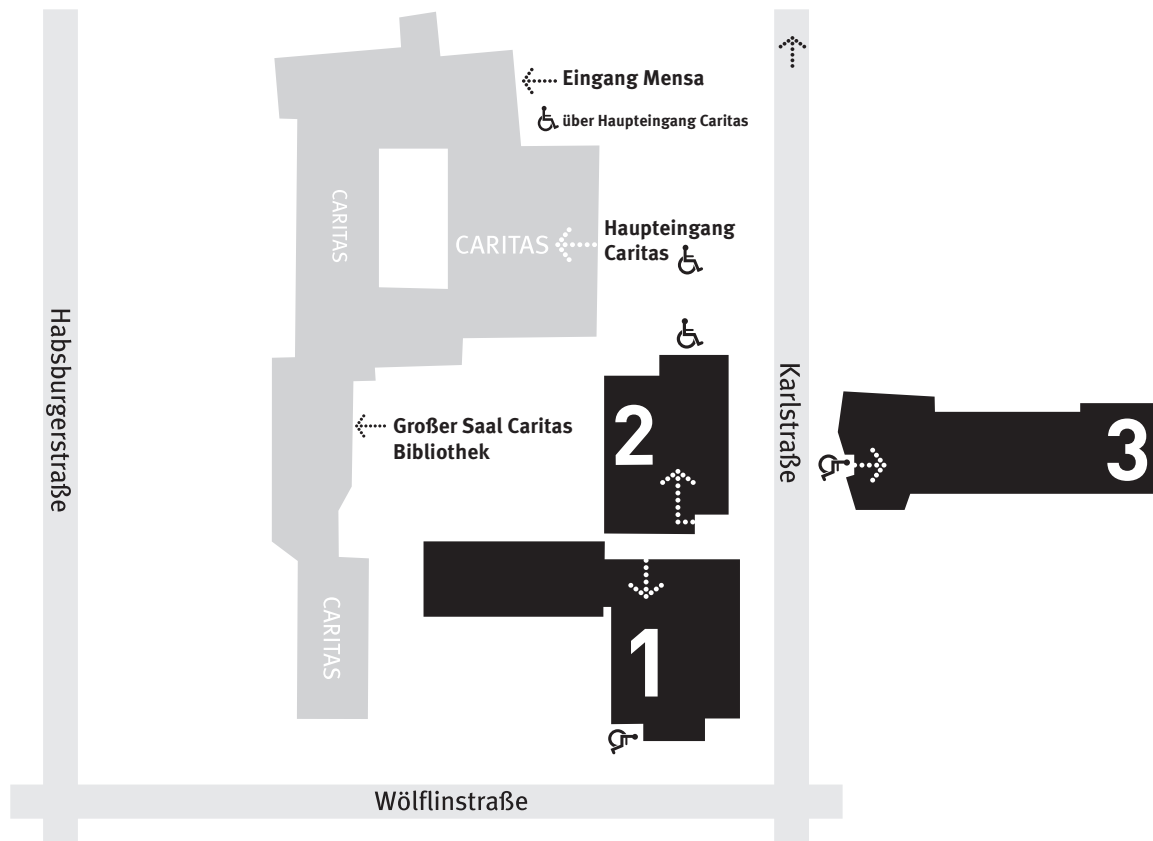 Eingang Mensa
über Haupteingang Caritas
CARITAS
CARITAS
Haupteingang
Caritas
Habsburgerstraße
Karlstraße
Großer Saal Caritas
Bibliothek
2
3
1
CARITAS
Wölflinstraße